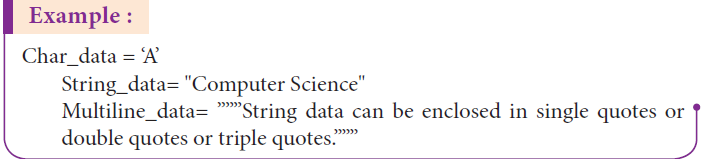 Example :
Char_data = ‘A’
String_data= "Computer Science"
Multiline_data= ”””String data can be enclosed in single quotes or
double quotes or triple quotes.”””